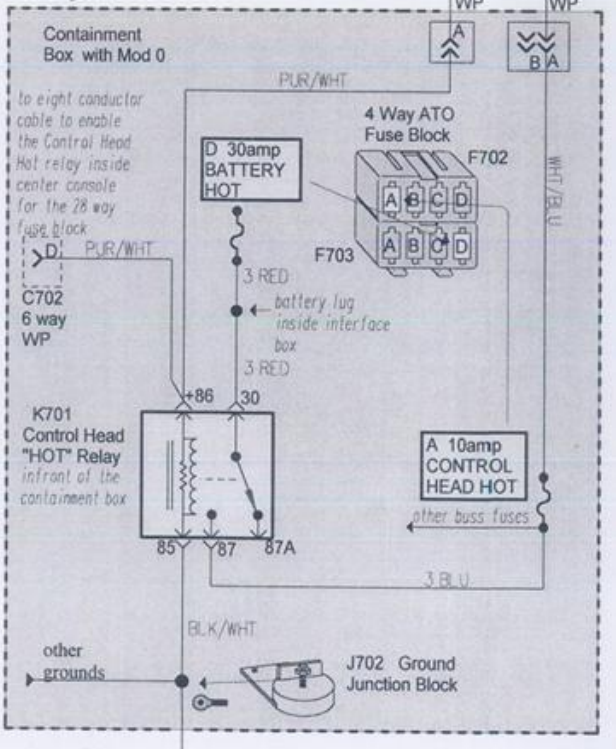 WP
WP
Containment
Box with Mod 0
A
B A
PUR/WHT
to eight conductor
cable to enable
the Control Head
Hot relay inside
center console
for the 28 way
fuse block
D 30amp
BATTERY
HOT
4 Way ATO
Fuse Block
F702
A B C D
A B C D
F703
WHT/BLU
D
PUR/WHT
C702
6 way
WP
3 RED
battery lug
inside interface
box
3 RED
+86
30
K701
Control Head
"HOT" Relay
infront of the
containment box
A 10amp
CONTROL
HEAD HOT
other buss fuses
85
87
87A
3 BLU
BLK/WHT
other
grounds
J702 Ground
Junction Block